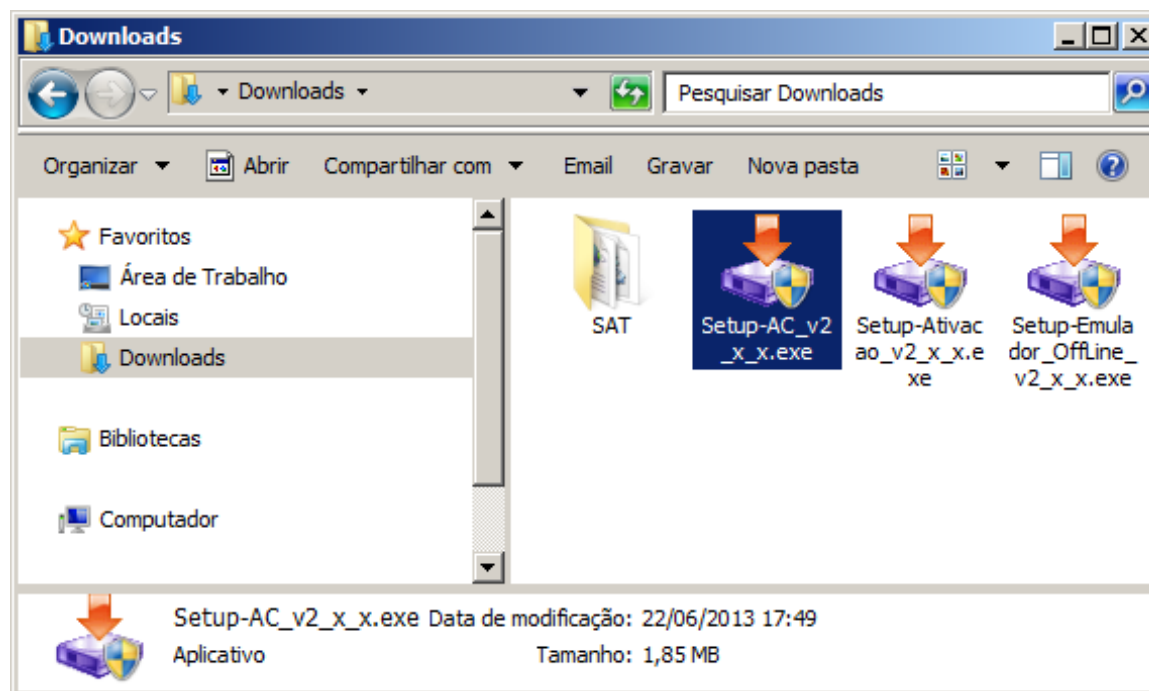 Downloads
Downloads
Pesquisar Downloads
Organizar Abrir Compartilhar com Email Gravar Nova pasta
Favoritos
Área de Trabalho
Locais
Downloads
Bibliotecas
Computador
SAT
Setup-AC_v2
_x_x.exe
Setup-Ativac
ao_v2_x_x.e
xe
Setup-Emula
dor_OffLine_
v2_x_x.exe
Setup-AC_v2_x_x.exe Data de modificação: 22/06/2013 17:49
Aplicativo Tamanho: 1,85 MB